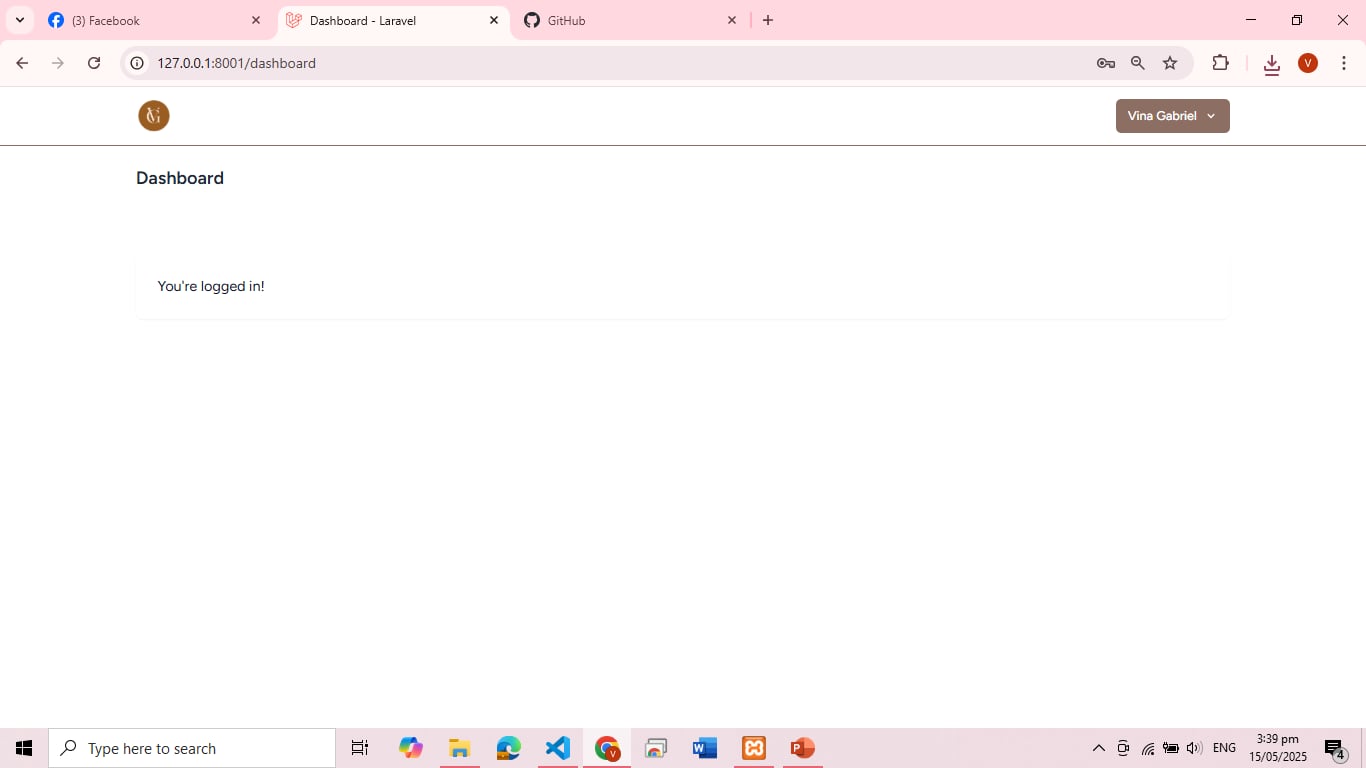 (3) Facebook
Dashboard - Laravel
GitHub
127.0.0.1:8001/dashboard
V
VG
Vina Gabriel
Dashboard
You're logged in!
Type here to search
V
ENG
3:39 pm
15/05/2025
4